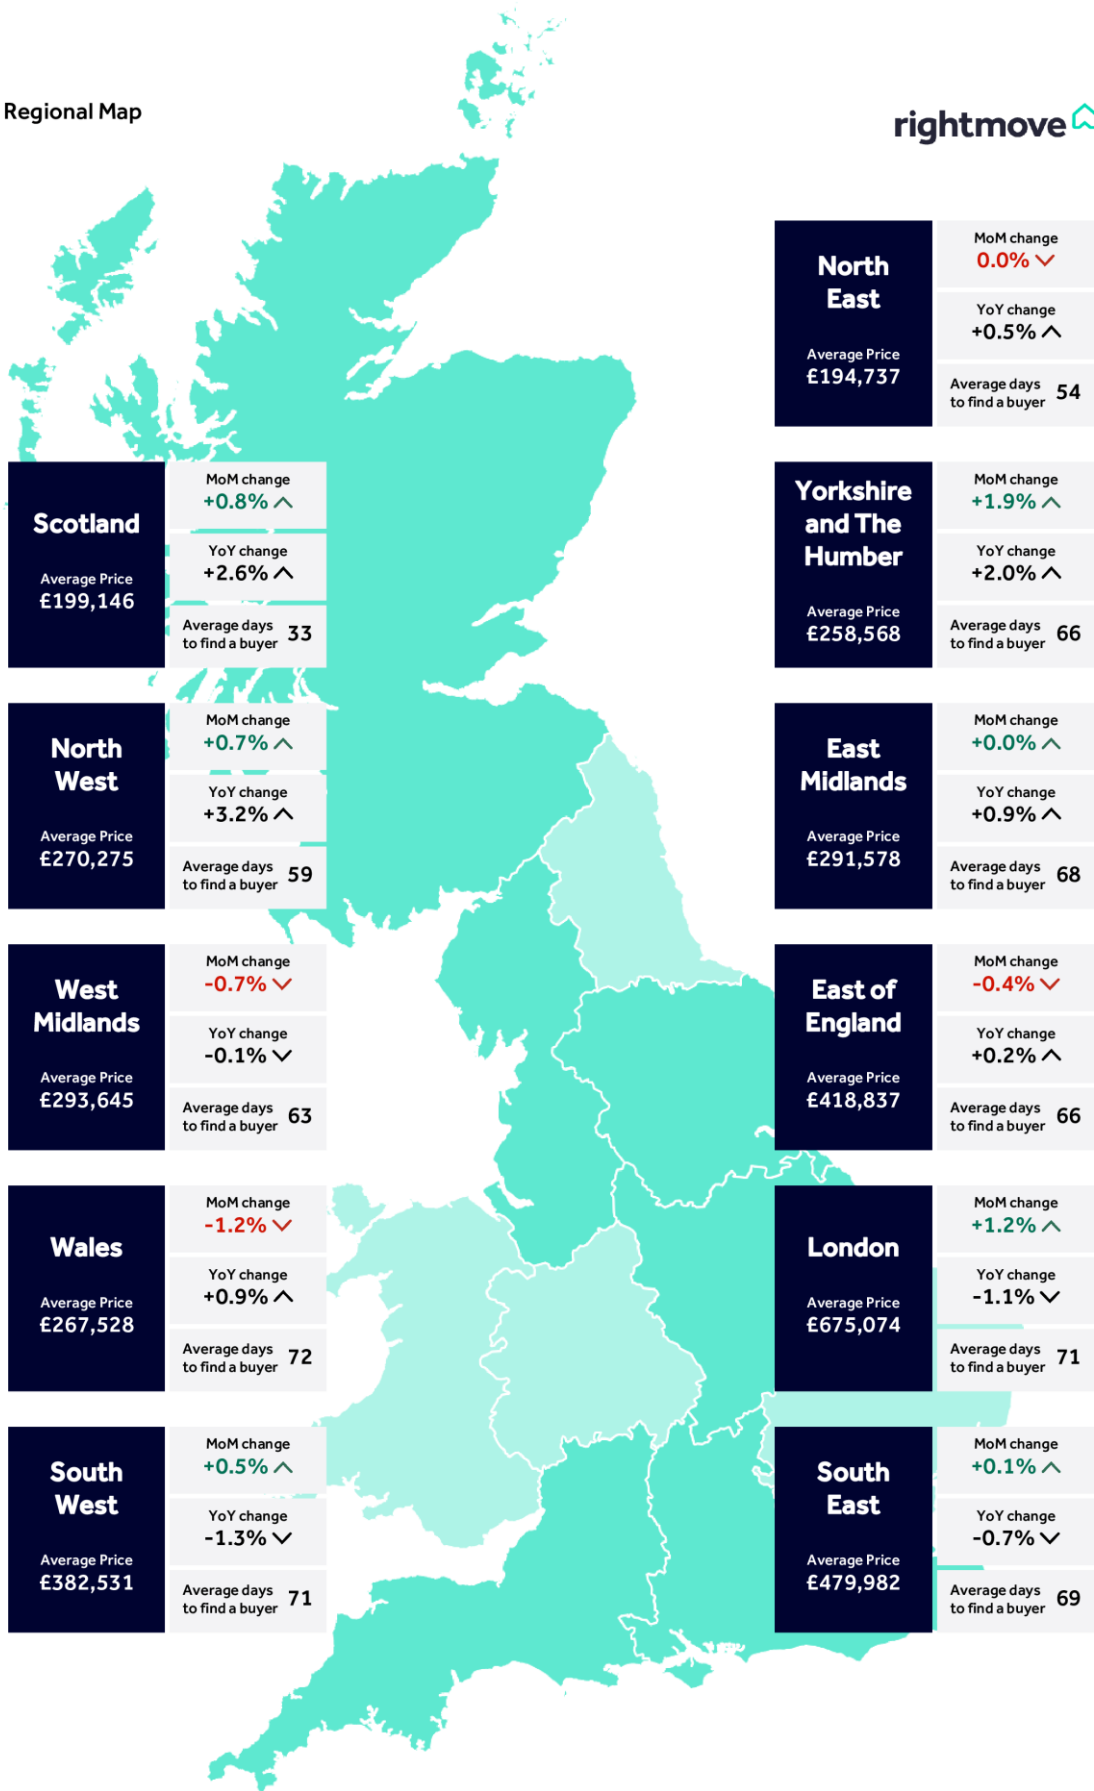 Regional Map
rightmove
North
East
Average Price
£194,737
MoM change
0.0%
YoY change
+0.5%
Average days
to find a buyer 54
Scotland
Average Price
£199,146
MoM change
+0.8%
YoY change
+2.6%
Average days
to find a buyer 33
Yorkshire
and The
Humber
Average Price
£258,568
MoM change
+1.9%
YoY change
+2.0%
Average days
to find a buyer 66
North
West
Average Price
£270,275
MoM change
+0.7%
YoY change
+3.2%
Average days
to find a buyer 59
East
Midlands
Average Price
£291,578
MoM change
+0.0%
YoY change
+0.9%
Average days
to find a buyer 68
West
Midlands
Average Price
£293,645
MoM change
-0.7%
YoY change
-0.1%
Average days
to find a buyer 63
East of
England
Average Price
£418,837
MoM change
-0.4%
YoY change
+0.2%
Average days
to find a buyer 66
Wales
Average Price
£267,528
MoM change
-1.2%
YoY change
+0.9%
Average days
to find a buyer 72
London
Average Price
£675,074
MoM change
+1.2%
YoY change
-1.1%
Average days
to find a buyer 71
South
West
Average Price
£382,531
MoM change
+0.5%
YoY change
-1.3%
Average days
to find a buyer 71
South
East
Average Price
£479,982
MoM change
+0.1%
YoY change
-0.7%
Average days
to find a buyer 69